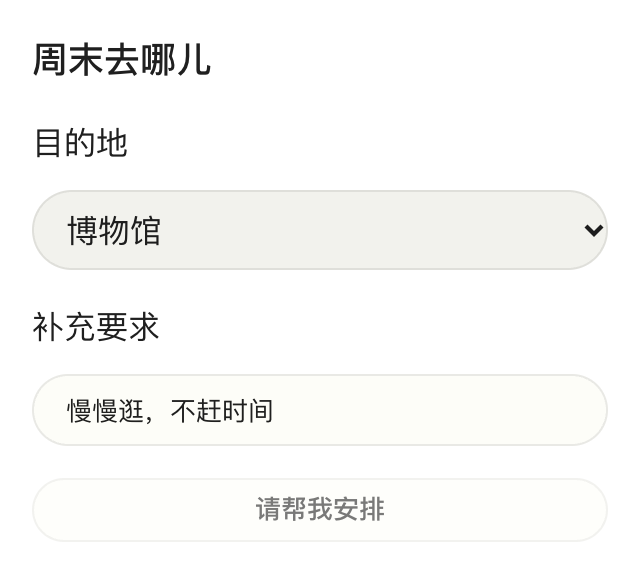 周末去哪儿
目的地
博物馆
补充要求
慢慢逛，不赶时间
请帮我安排